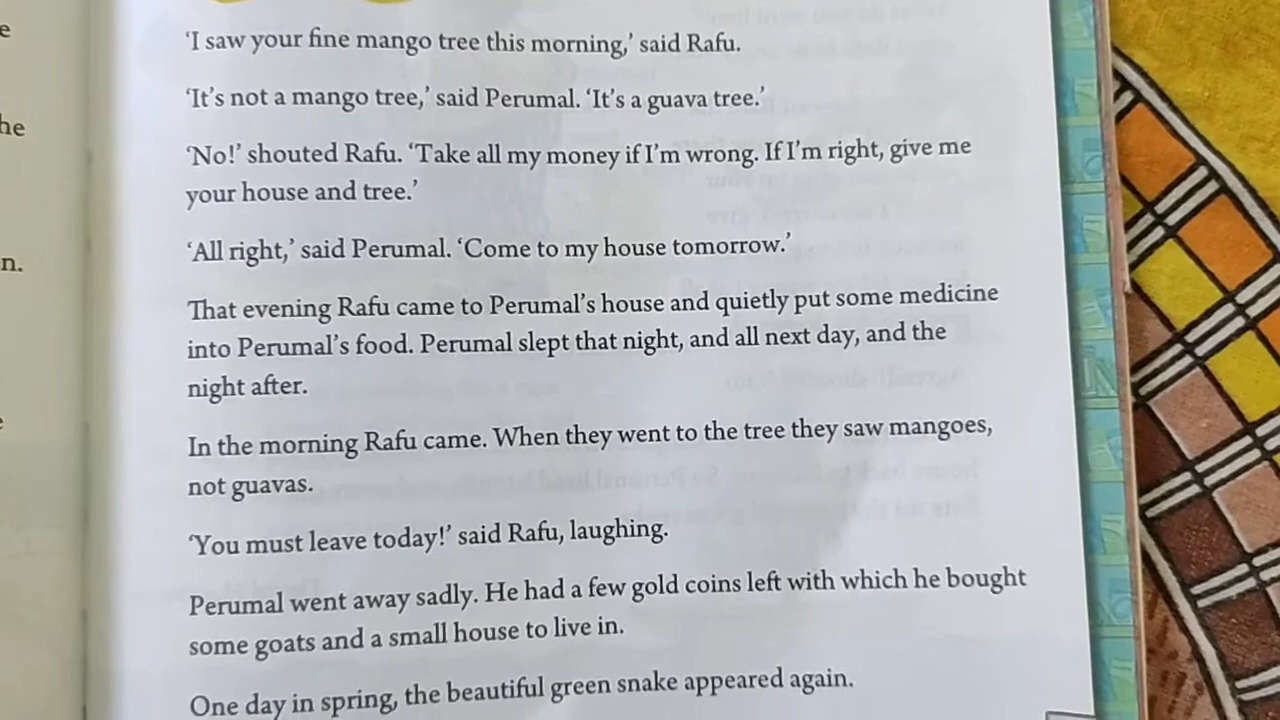 ‘I saw your fine mango tree this morning,’ said Rafu.
‘It’s not a mango tree,’ said Perumal. ‘It’s a guava tree.’
‘No!’ shouted Rafu. ‘Take all my money if I’m wrong. If I’m right, give me
your house and tree.’
‘All right,’ said Perumal. ‘Come to my house tomorrow.’
That evening Rafu came to Perumal’s house and quietly put some medicine
into Perumal’s food. Perumal slept that night, and all next day, and the
night after.
In the morning Rafu came. When they went to the tree they saw mangoes,
not guavas.
‘You must leave today!’ said Rafu, laughing.
Perumal went away sadly. He had a few gold coins left with which he bought
some goats and a small house to live in.
One day in spring, the beautiful green snake appeared again.